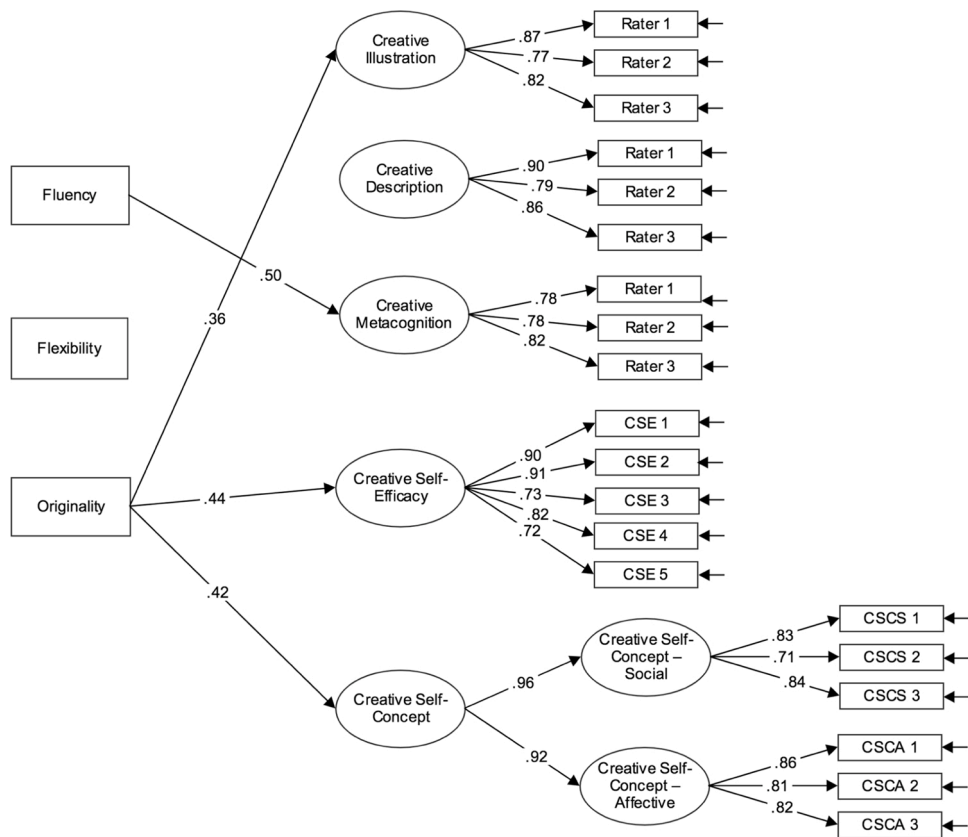 Creative
Illustration
.87
.77
.82
Rater 1
Rater 2
Rater 3
Fluency
Creative
Description
.90
.79
.86
Rater 1
Rater 2
Rater 3
.50
.36
Creative
Metacognition
.78
.78
.82
Rater 1
Rater 2
Rater 3
Flexibility
Originality
.44
Creative Self-
Efficacy
.90
.91
.73
.82
.72
CSE 1
CSE 2
CSE 3
CSE 4
CSE 5
.42
Creative Self-
Concept
.96
.92
Creative Self-
Concept –
Social
.83
.71
.84
CSCS 1
CSCS 2
CSCS 3
Creative Self-
Concept –
Affective
.86
.81
.82
CSCA 1
CSCA 2
CSCA 3